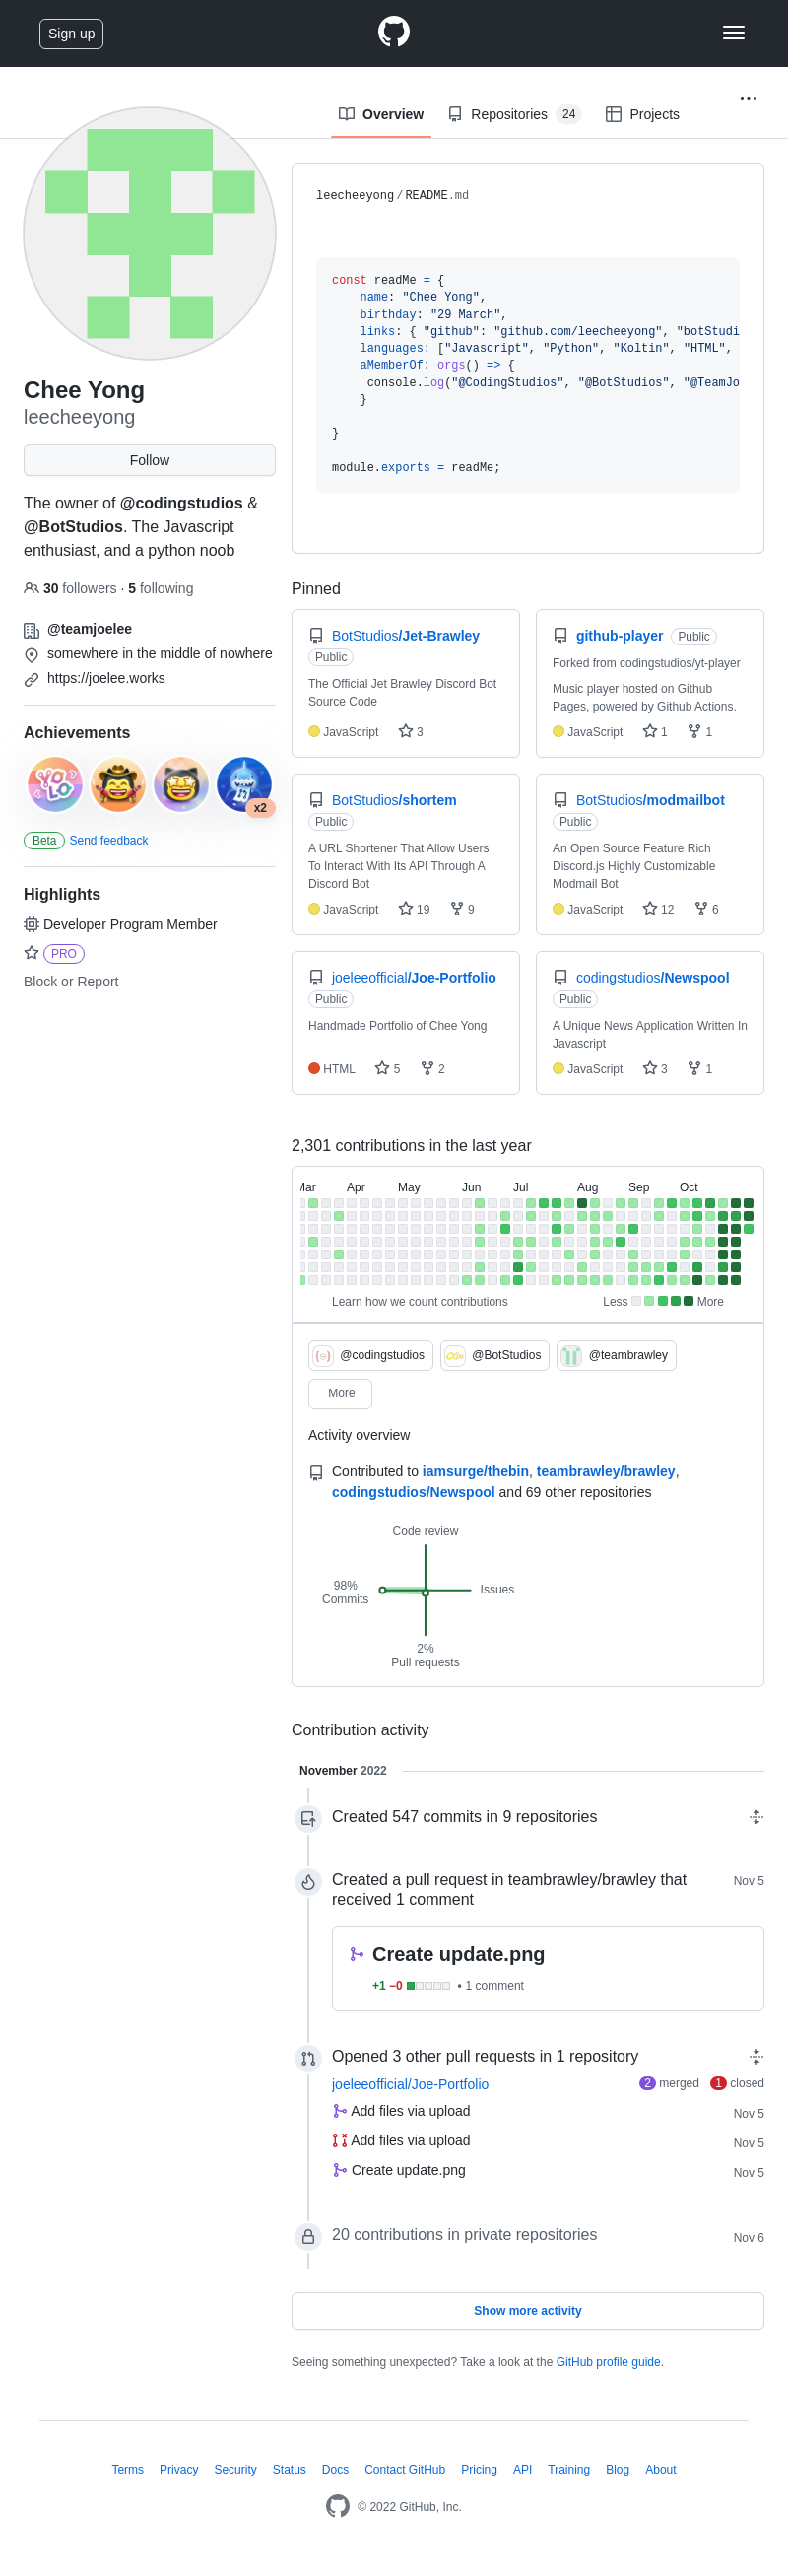 Sign up
Overview
Repositories 24
Projects
leecheeyong/README.md
const readMe = {
name: "Chee Yong",
birthday: "29 March",
links: { "github": "github.com/leecheeyong", "botStudi
languages: ["Javascript", "Python", "Koltin", "HTML",
aMemberOf: orgs() => {
console.log("@CodingStudios", "@BotStudios", "@TeamJo
}
}
module.exports = readMe;
Chee Yong
leecheeyong
Follow
The owner of @codingstudios &
@BotStudios. The Javascript
enthusiast, and a python noob
30 followers · 5 following
@teamjoelee
somewhere in the middle of nowhere
https://joelee.works
Achievements
YOLO
x2
Beta Send feedback
Highlights
Developer Program Member
PRO
Block or Report
Pinned
BotStudios/Jet-Brawley
Public
The Official Jet Brawley Discord Bot
Source Code
JavaScript 3
github-player Public
Forked from codingstudios/yt-player
Music player hosted on Github
Pages, powered by Github Actions.
JavaScript 1 1
BotStudios/shortem
Public
A URL Shortener That Allow Users
To Interact With Its API Through A
Discord Bot
JavaScript 19 9
BotStudios/modmailbot
Public
An Open Source Feature Rich
Discord.js Highly Customizable
Modmail Bot
JavaScript 12 6
joeleeofficial/Joe-Portfolio
Public
Handmade Portfolio of Chee Yong
HTML 5 2
codingstudios/Newspool
Public
A Unique News Application Written In
Javascript
JavaScript 3 1
2,301 contributions in the last year
Mar Apr May Jun Jul Aug Sep Oct
Learn how we count contributions
Less More
@codingstudios
@BotStudios
@teambrawley
More
Activity overview
Contributed to iamsurge/thebin, teambrawley/brawley,
codingstudios/Newspool and 69 other repositories
Code review
98%
Commits
Issues
2%
Pull requests
Contribution activity
November 2022
Created 547 commits in 9 repositories
Created a pull request in teambrawley/brawley that
received 1 comment
Nov 5
Create update.png
+1 −0 • 1 comment
Opened 3 other pull requests in 1 repository
joeleeofficial/Joe-Portfolio 2 merged 1 closed
Add files via upload Nov 5
Add files via upload Nov 5
Create update.png Nov 5
20 contributions in private repositories Nov 6
Show more activity
Seeing something unexpected? Take a look at the GitHub profile guide.
Terms Privacy Security Status Docs Contact GitHub Pricing API Training Blog About
© 2022 GitHub, Inc.